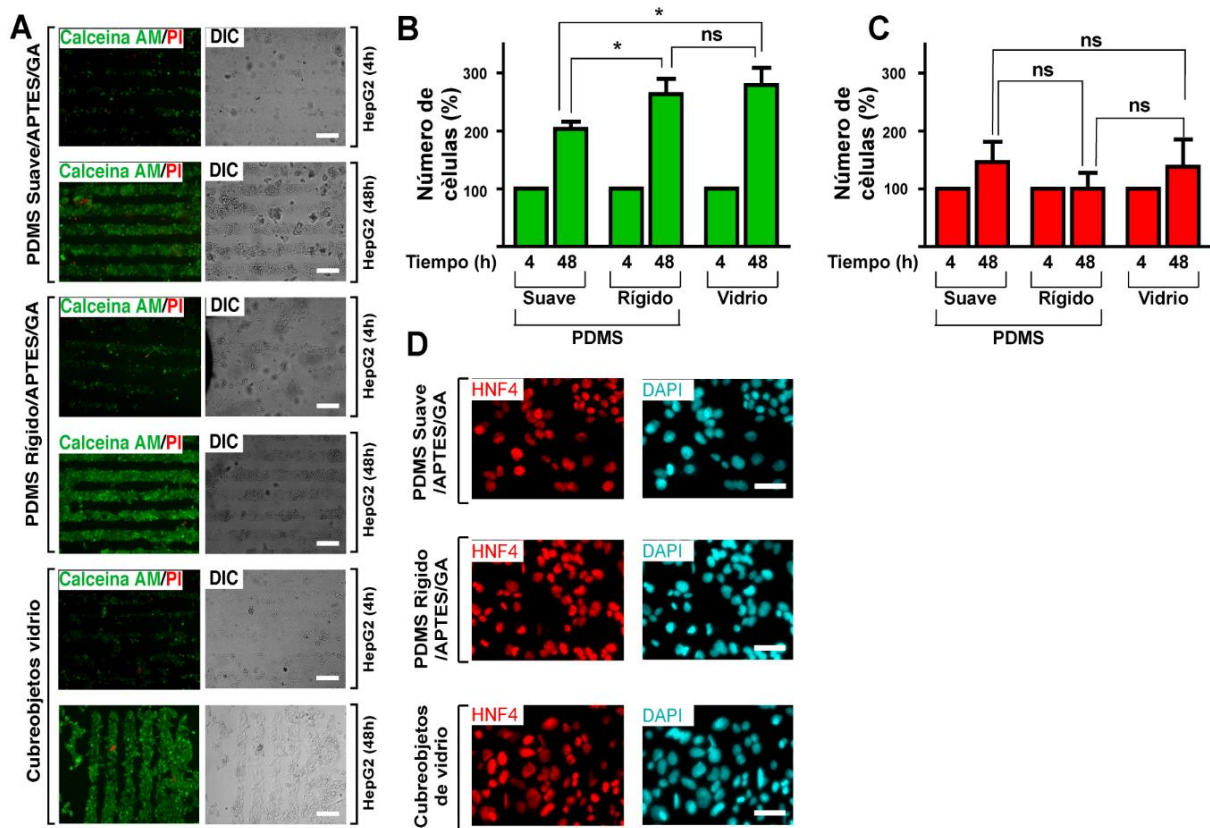 A
PDMS Suave/APTES/GA
Calceina AM/PI
DIC
HepG2 (4h)
Calceina AM/PI
DIC
HepG2 (48h)
PDMS Rígido/APTES/GA
Calceina AM/PI
DIC
HepG2 (4h)
Calceina AM/PI
DIC
HepG2 (48h)
Cubreobjetos vidrio
Calceina AM/PI
DIC
HepG2 (4h)
HepG2 (48h)
B
Número de
cèlulas (%)
300
200
100
*
*
ns
Tiempo (h) 4 48 4 48 4 48
Suave Rígido Vidrio
PDMS
C
Número de
cèlulas (%)
300
200
100
ns
ns
ns
Tiempo (h) 4 48 4 48 4 48
Suave Rígido Vidrio
PDMS
D
PDMS Suave
/APTES/GA
HNF4
DAPI
PDMS Rigido
/APTES/GA
HNF4
DAPI
Cubreobjetos
de vidrio
HNF4
DAPI